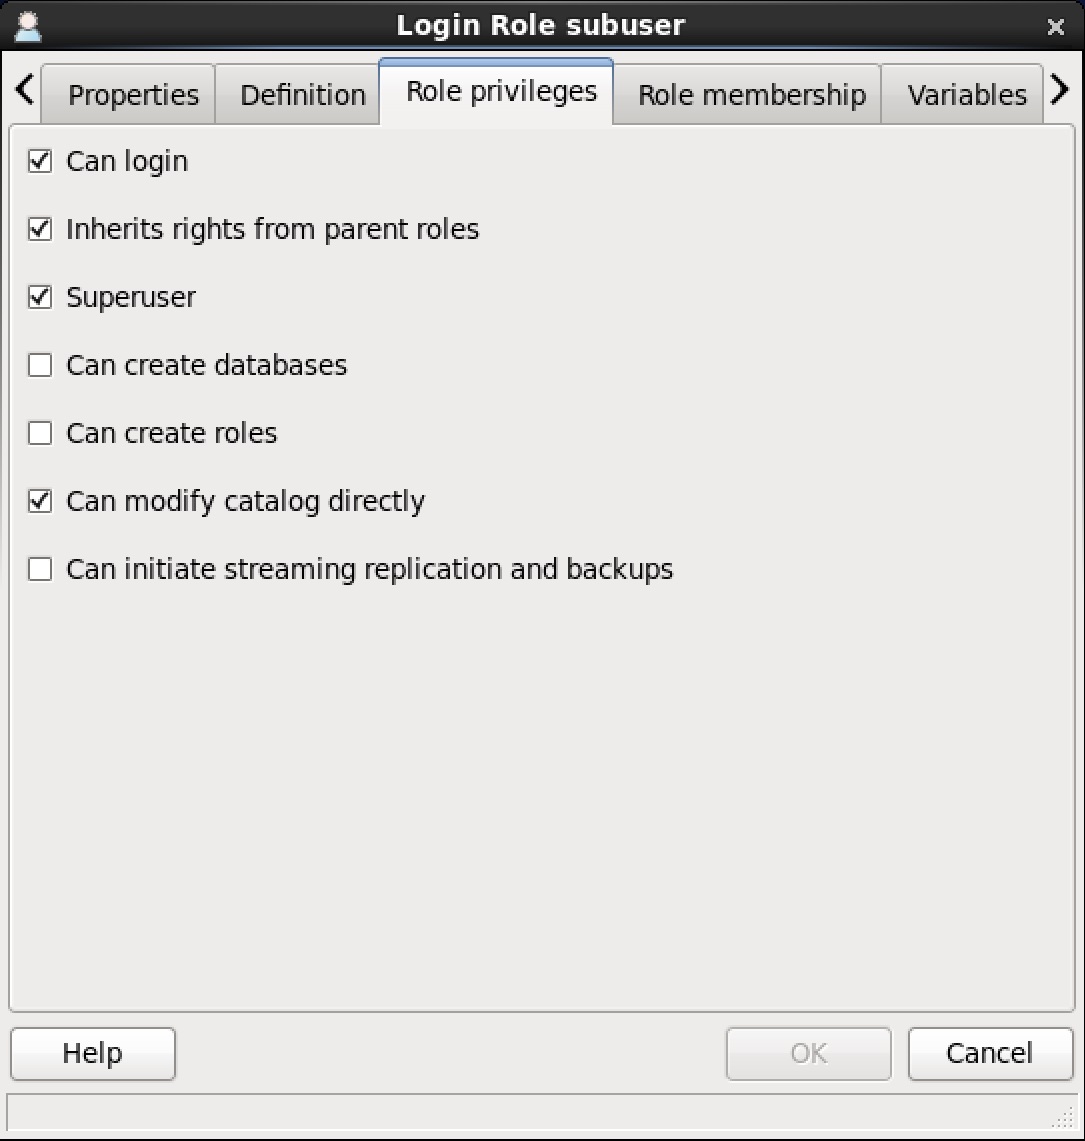 Login Role subuser
Properties Definition Role privileges Role membership Variables
Can login
Inherits rights from parent roles
Superuser
Can create databases
Can create roles
Can modify catalog directly
Can initiate streaming replication and backups
Help OK Cancel